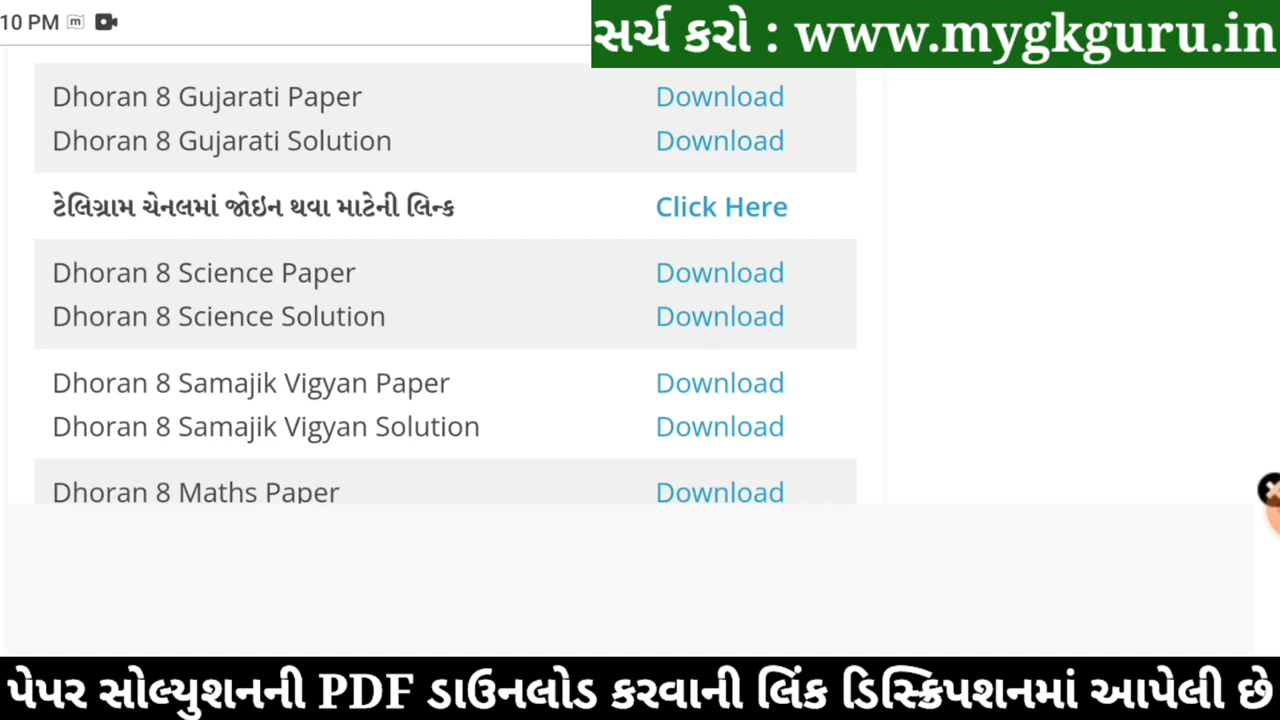 10 PM
સર્ચ કરો : www.mygkguru.in
Dhoran 8 Gujarati Paper Download
Dhoran 8 Gujarati Solution Download
ટેલિગ્રામ ચેનલમાં જોઇન થવા માટેની લિન્ક Click Here
Dhoran 8 Science Paper Download
Dhoran 8 Science Solution Download
Dhoran 8 Samajik Vigyan Paper Download
Dhoran 8 Samajik Vigyan Solution Download
Dhoran 8 Maths Paper Download
પેપર સોલ્યુશનની PDF ડાઉનલોડ કરવાની લિંક ડિસ્ક્રિપશનમાં આપેલી છે